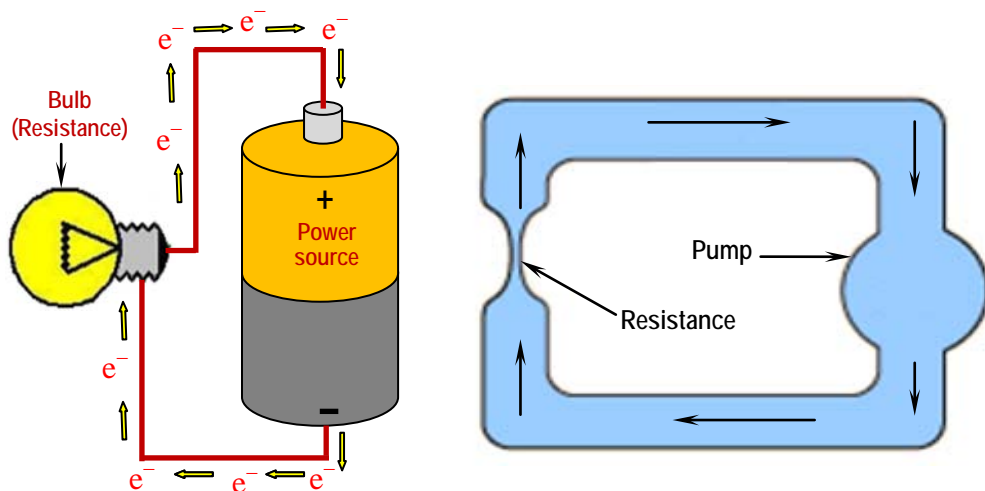 e⁻
e⁻
e⁻
Bulb
(Resistance)
e⁻
+
Power
source
e⁻
-
e⁻
e⁻
e⁻
Pump
Resistance